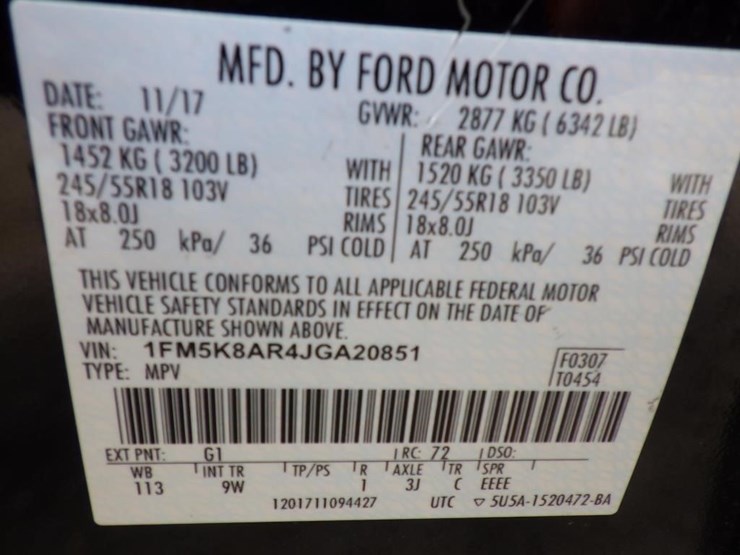 MFD. BY FORD MOTOR CO.
DATE: 11/17 GVWR: 2877 KG ( 6342 LB)
FRONT GAWR: REAR GAWR:
1452 KG ( 3200 LB) WITH 1520 KG ( 3350 LB) WITH
245/55R18 103V TIRES 245/55R18 103V TIRES
18x8.0J RIMS 18x8.0J RIMS
AT 250 kPa/ 36 PSI COLD AT 250 kPa/ 36 PSI COLD
THIS VEHICLE CONFORMS TO ALL APPLICABLE FEDERAL MOTOR
VEHICLE SAFETY STANDARDS IN EFFECT ON THE DATE OF
MANUFACTURE SHOWN ABOVE.
VIN: 1FM5K8AR4JGA20851 F0307
TYPE: MPV T0454
EXT PNT: G1 RC: 72 DSO:
WB INT TR TP/PS R AXLE TR SPR
113 9W 1 3J C EEEE
1201711094427 UTC ▽ 5U5A-1520472-BA